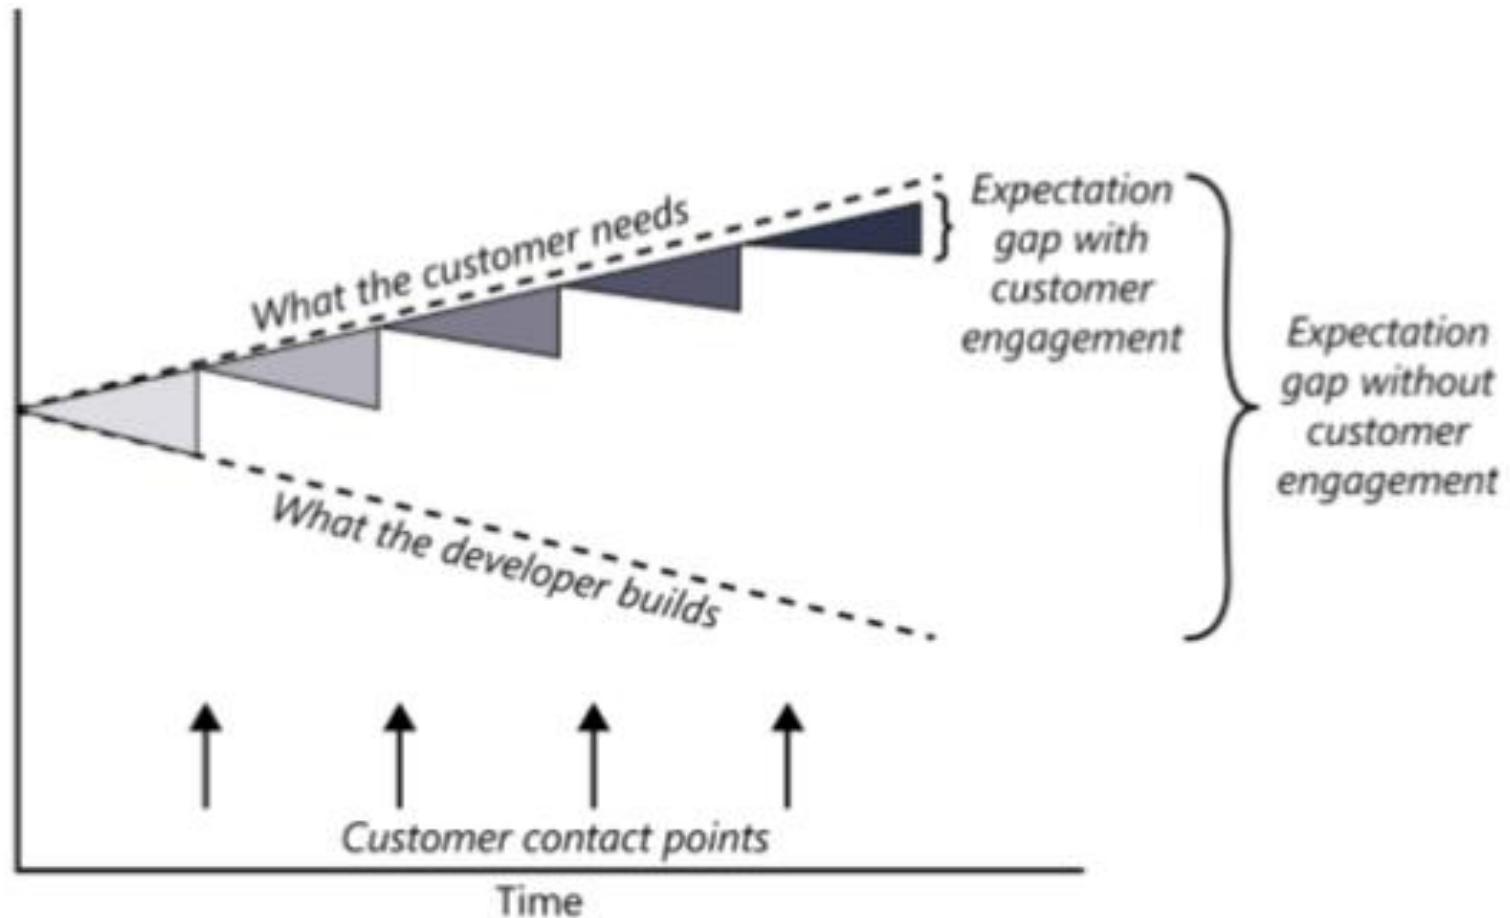 What the customer needs
Expectation
gap with
customer
engagement
Expectation
gap without
customer
engagement
What the developer builds
Customer contact points
Time